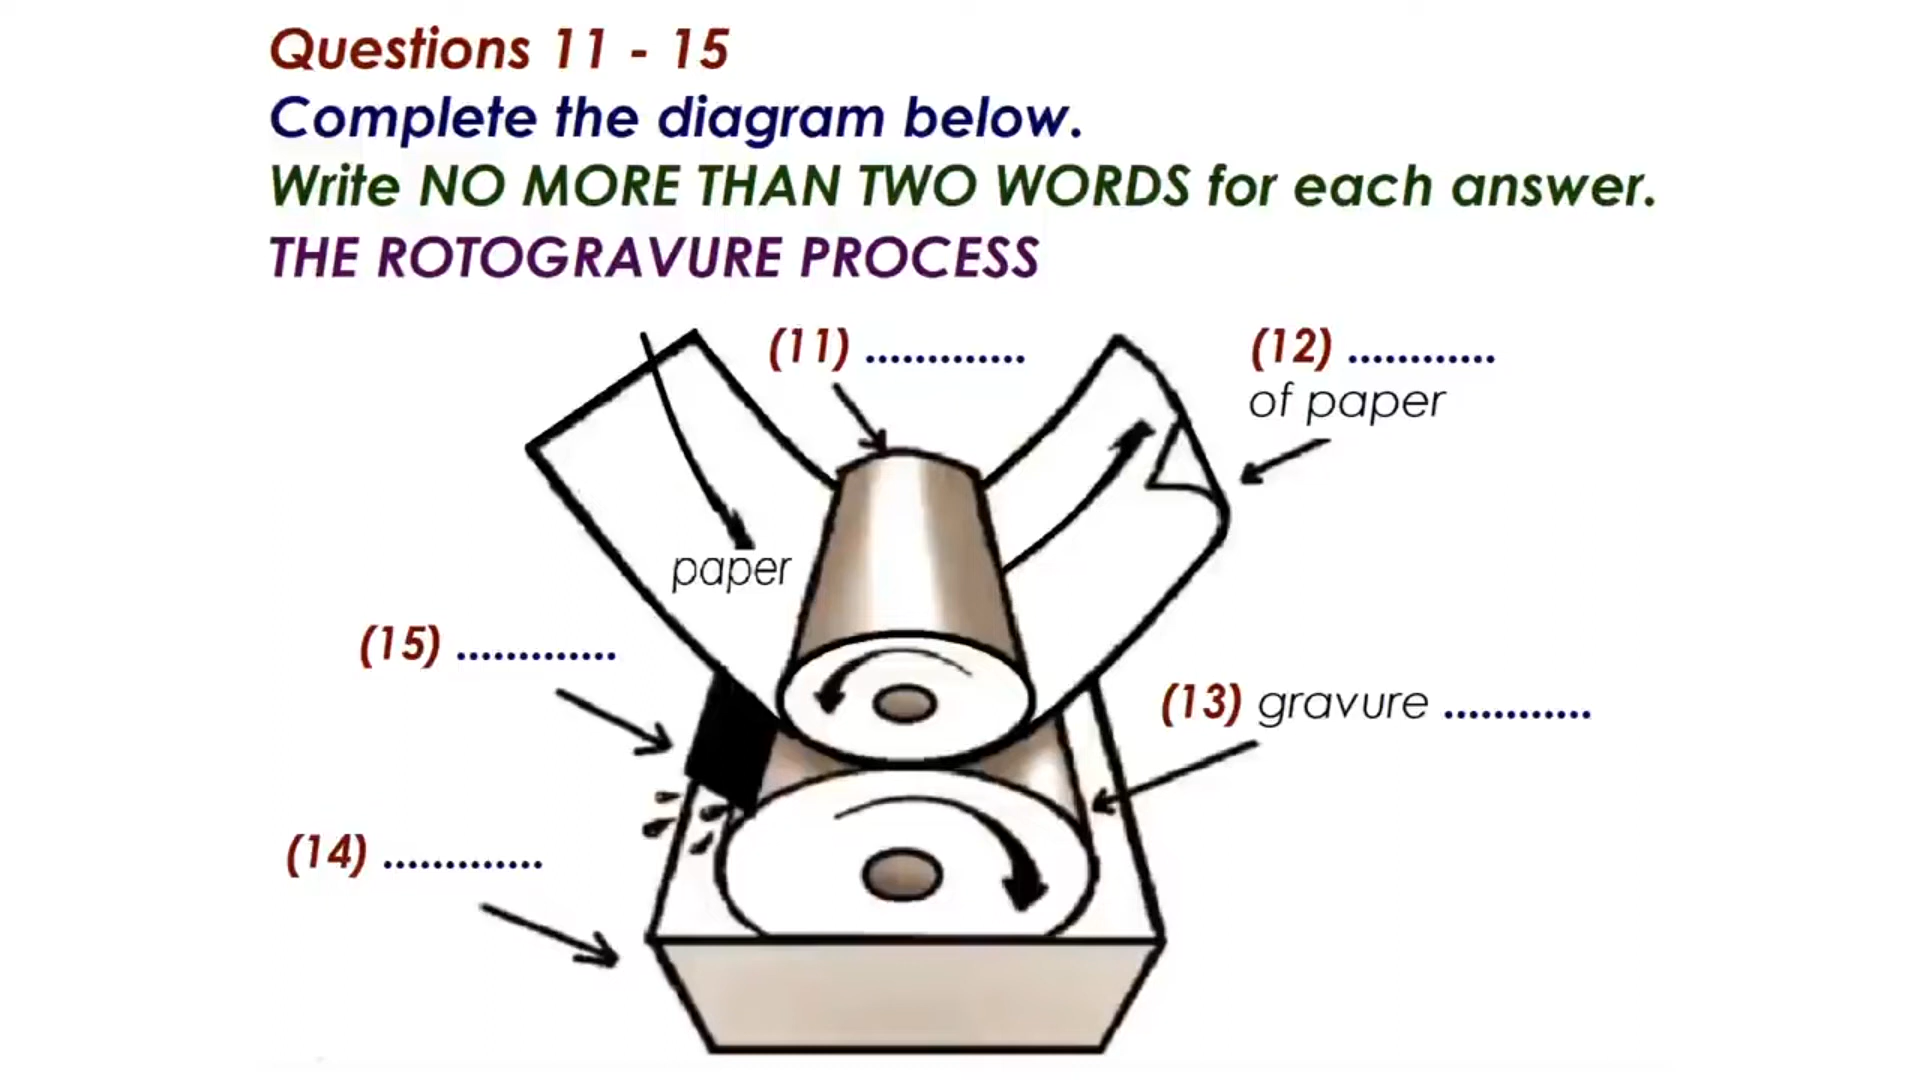 Questions 11 - 15
Complete the diagram below.
Write NO MORE THAN TWO WORDS for each answer.
THE ROTOGRAVURE PROCESS
(11) .............
(12) ............
of paper
paper
(15) .............
(13) gravure ............
(14) .............